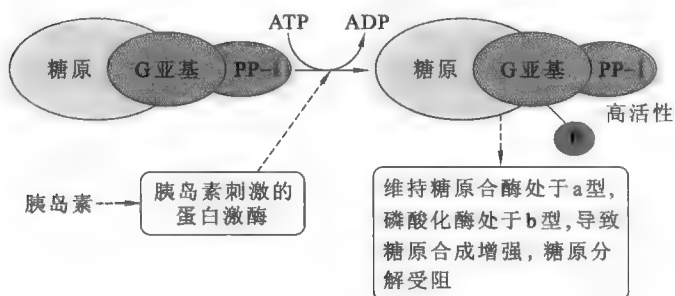 ATP
ADP
糖原
G亚基
PP-1
糖原
G亚基
PP-1
高活性
胰岛素
胰岛素刺激的
蛋白激酶
维持糖原合酶处于a型,
磷酸化酶处于b型,导致
糖原合成增强,糖原分
解受阻